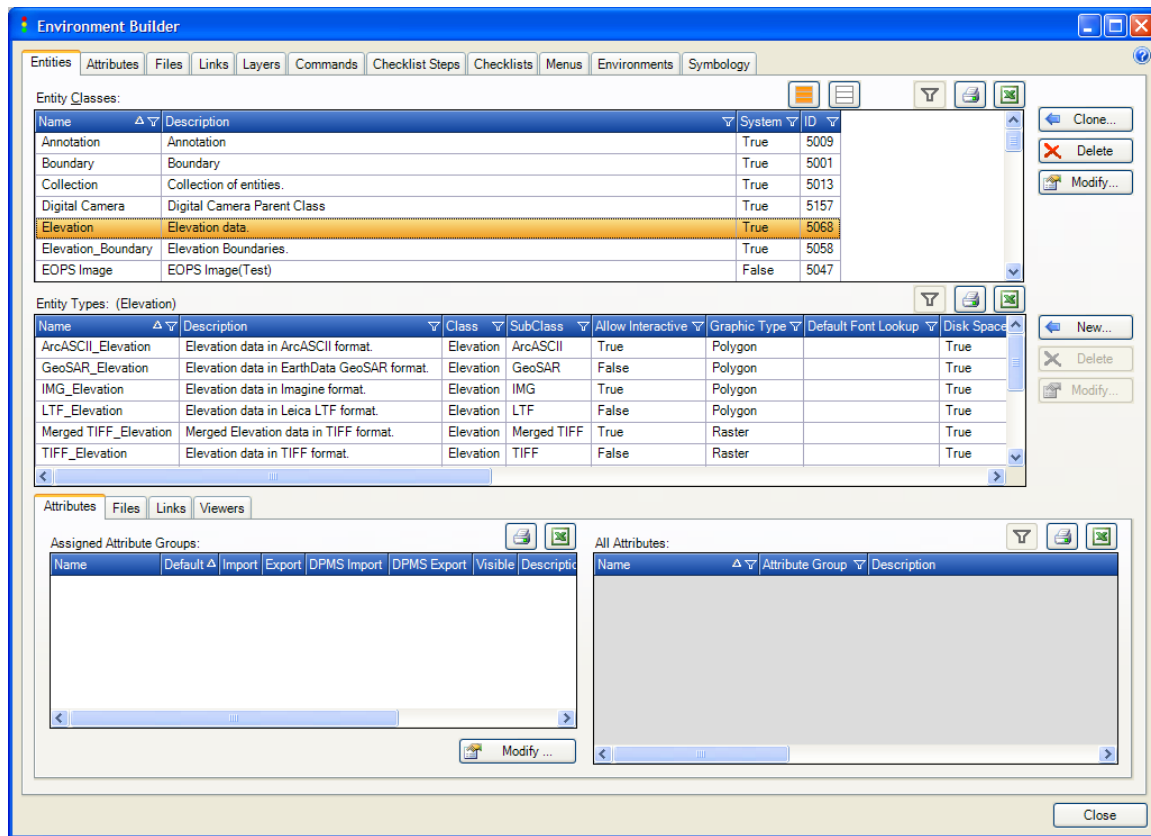 Environment Builder
Entities Attributes Files Links Layers Commands Checklist Steps Checklists Menus Environments Symbology
Entity Classes:
Name Description System ID
Annotation Annotation True 5009
Boundary Boundary True 5001
Collection Collection of entities. True 5013
Digital Camera Digital Camera Parent Class True 5157
Elevation Elevation data. True 5068
Elevation_Boundary Elevation Boundaries. True 5058
EOPS Image EOPS Image(Test) False 5047
Clone...
Delete
Modify...
Entity Types: (Elevation)
Name Description Class SubClass Allow Interactive Graphic Type Default Font Lookup Disk Space
ArcASCII_Elevation Elevation data in ArcASCII format. Elevation ArcASCII True Polygon True
GeoSAR_Elevation Elevation data in EarthData GeoSAR format. Elevation GeoSAR False Polygon True
IMG_Elevation Elevation data in Imagine format. Elevation IMG True Polygon True
LTF_Elevation Elevation data in Leica LTF format. Elevation LTF False Polygon True
Merged TIFF_Elevation Merged Elevation data in TIFF format. Elevation Merged TIFF True Raster True
TIFF_Elevation Elevation data in TIFF format. Elevation TIFF False Raster True
New...
Delete
Modify...
Attributes Files Links Viewers
Assigned Attribute Groups:
Name Default Import Export DPMS Import DPMS Export Visible Descriptic
Modify ...
All Attributes:
Name Attribute Group Description
Close